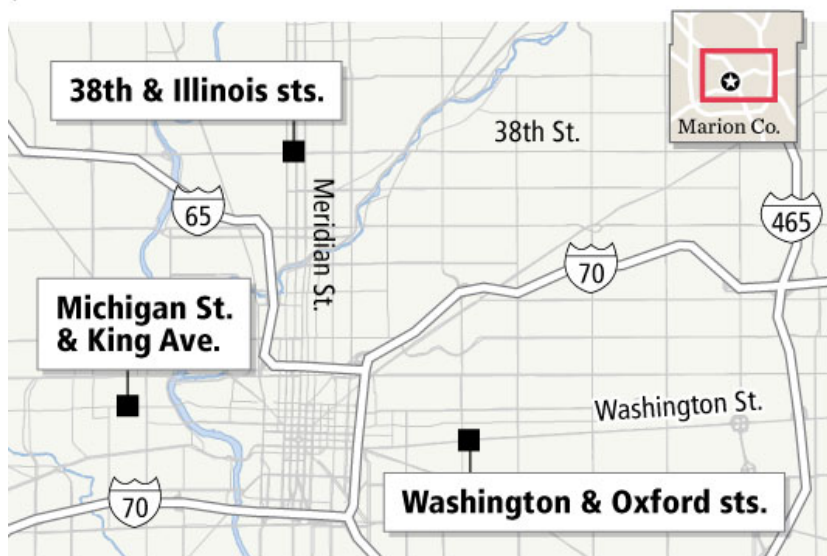 38th & Illinois sts.
38th St.
Marion Co.
Meridian St.
65
465
70
Michigan St.
& King Ave.
Washington St.
70
Washington & Oxford sts.